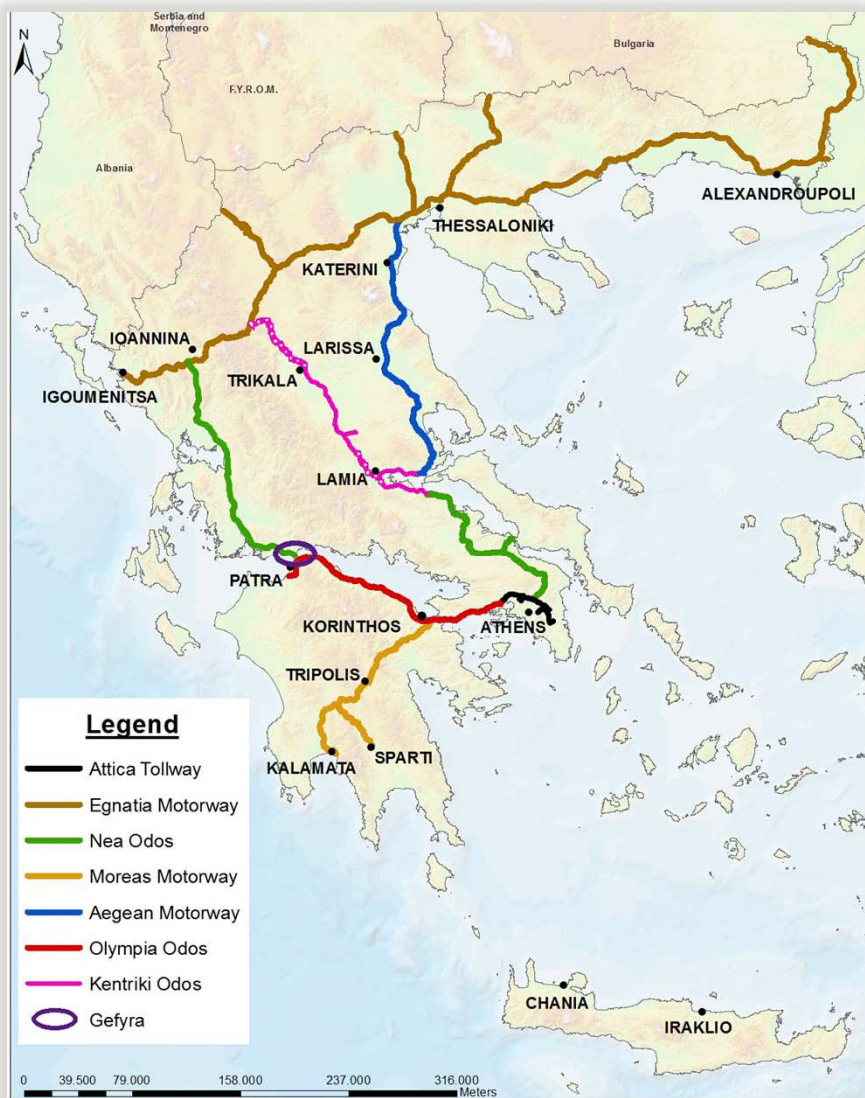 Serbia and
Montenegro
N
Bulgaria
F.Y.R.O.M.
Albania
ALEXANDROUPOLI
THESSALONIKI
KATERINI
IOANNINA
LARISSA
TRIKALA
IGOUMENITSA
LAMIA
PATRA
KORINTHOS
ATHENS
TRIPOLIS
SPARTI
KALAMATA
Legend
Attica Tollway
Egnatia Motorway
Nea Odos
Moreas Motorway
Aegean Motorway
Olympia Odos
Kentriki Odos
Gefyra
CHANIA
IRAKLIO
0 39.500 79.000 158.000 237.000 316.000
Meters